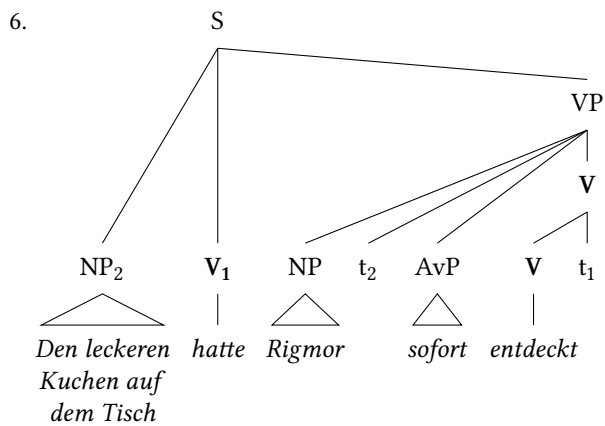 6.
S
VP
V
NP₂ V₁ NP t₂ AvP V t₁
Den leckeren hatte Rigmor sofort entdeckt
Kuchen auf
dem Tisch